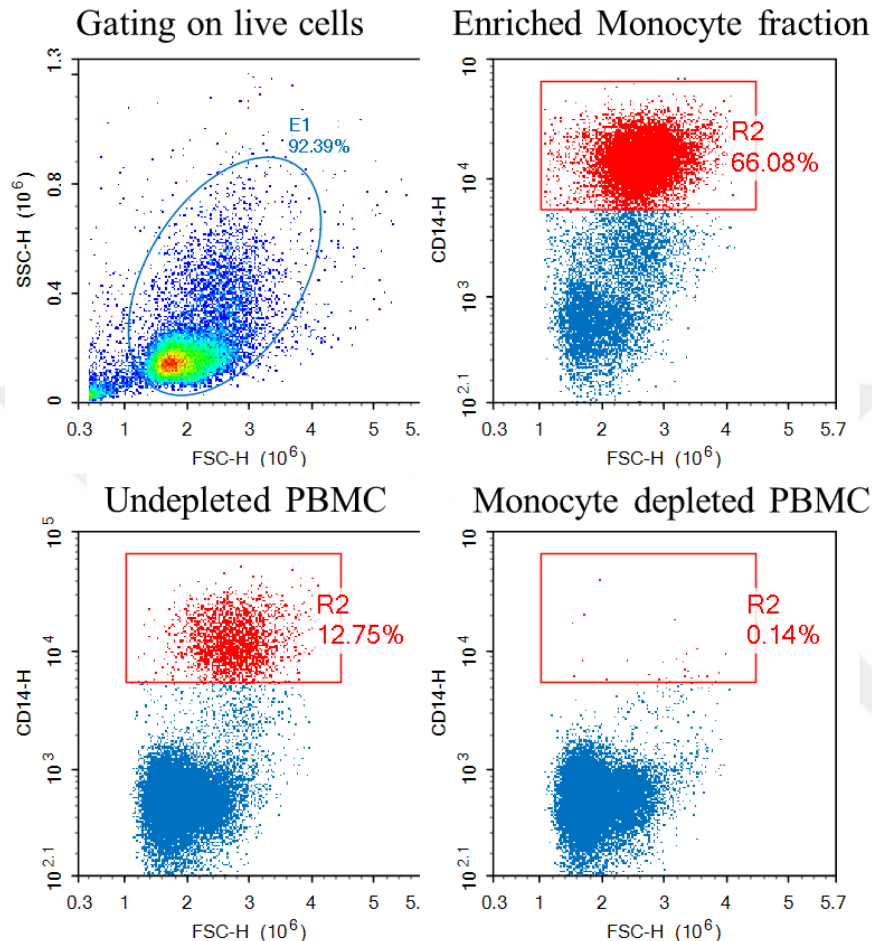 Gating on live cells
Enriched Monocyte fraction
1.3
0.8
0.4
0
SSC-H (10^6)
E1
92.39%
0.3 1 2 3 4 5 5.
FSC-H (10^6)
10
10^4
10^3
10^2.1
CD14-H
R2
66.08%
0.3 1 2 3 4 5 5.7
FSC-H (10^6)
Undepleted PBMC
Monocyte depleted PBMC
10^5
10^4
10^3
10^2.1
CD14-H
R2
12.75%
0.3 1 2 3 4 5 5.
FSC-H (10^6)
10
10^4
10^3
10^2.1
CD14-H
R2
0.14%
0.3 1 2 3 4 5 5.7
FSC-H (10^6)